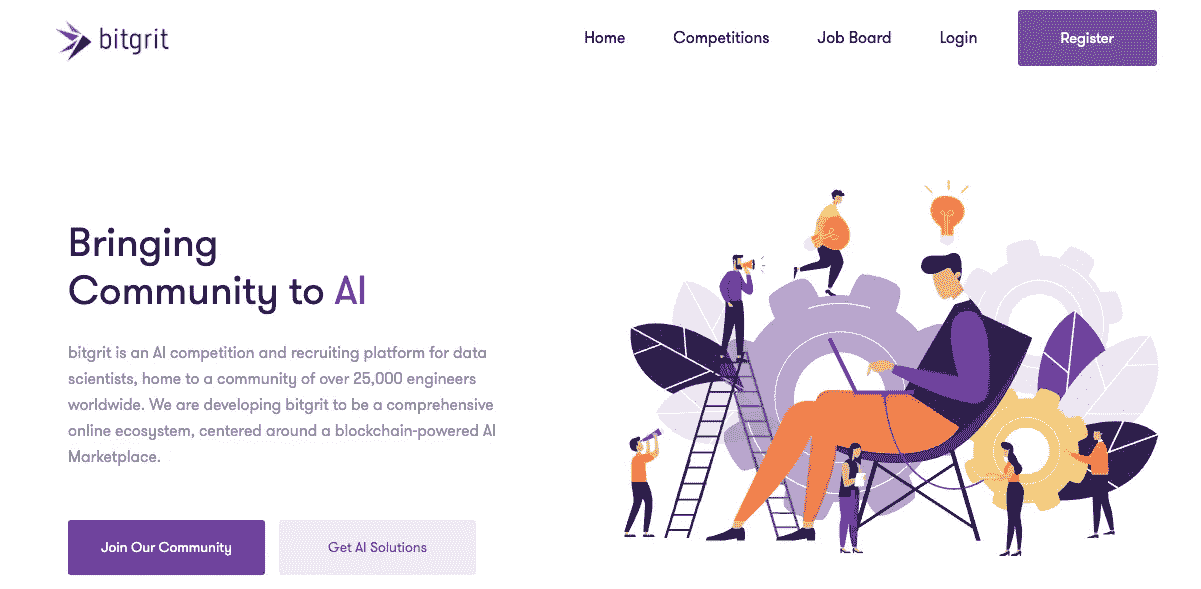 bitgrit
Home
Competitions
Job Board
Login
Register
Bringing
Community to AI
bitgrit is an AI competition and recruiting platform for data
scientists, home to a community of over 25,000 engineers
worldwide. We are developing bitgrit to be a comprehensive
online ecosystem, centered around a blockchain-powered AI
Marketplace.
Join Our Community
Get AI Solutions